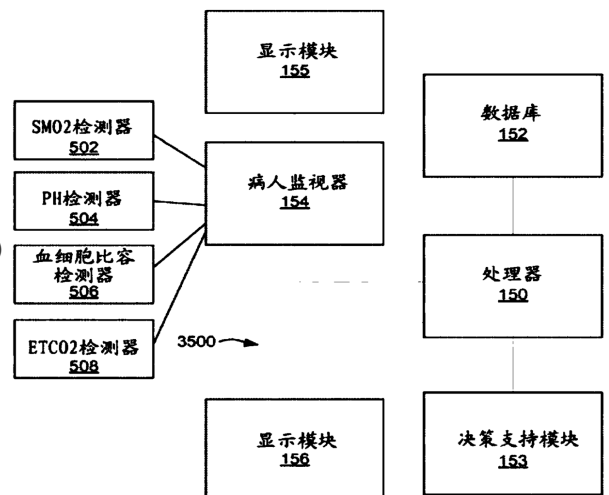 显示模块
155
SMO2检测器
502
PH检测器
504
血细胞比容
检测器
506
ETCO2检测器
508
病人监视器
154
数据库
152
处理器
150
3500
显示模块
156
决策支持模块
153